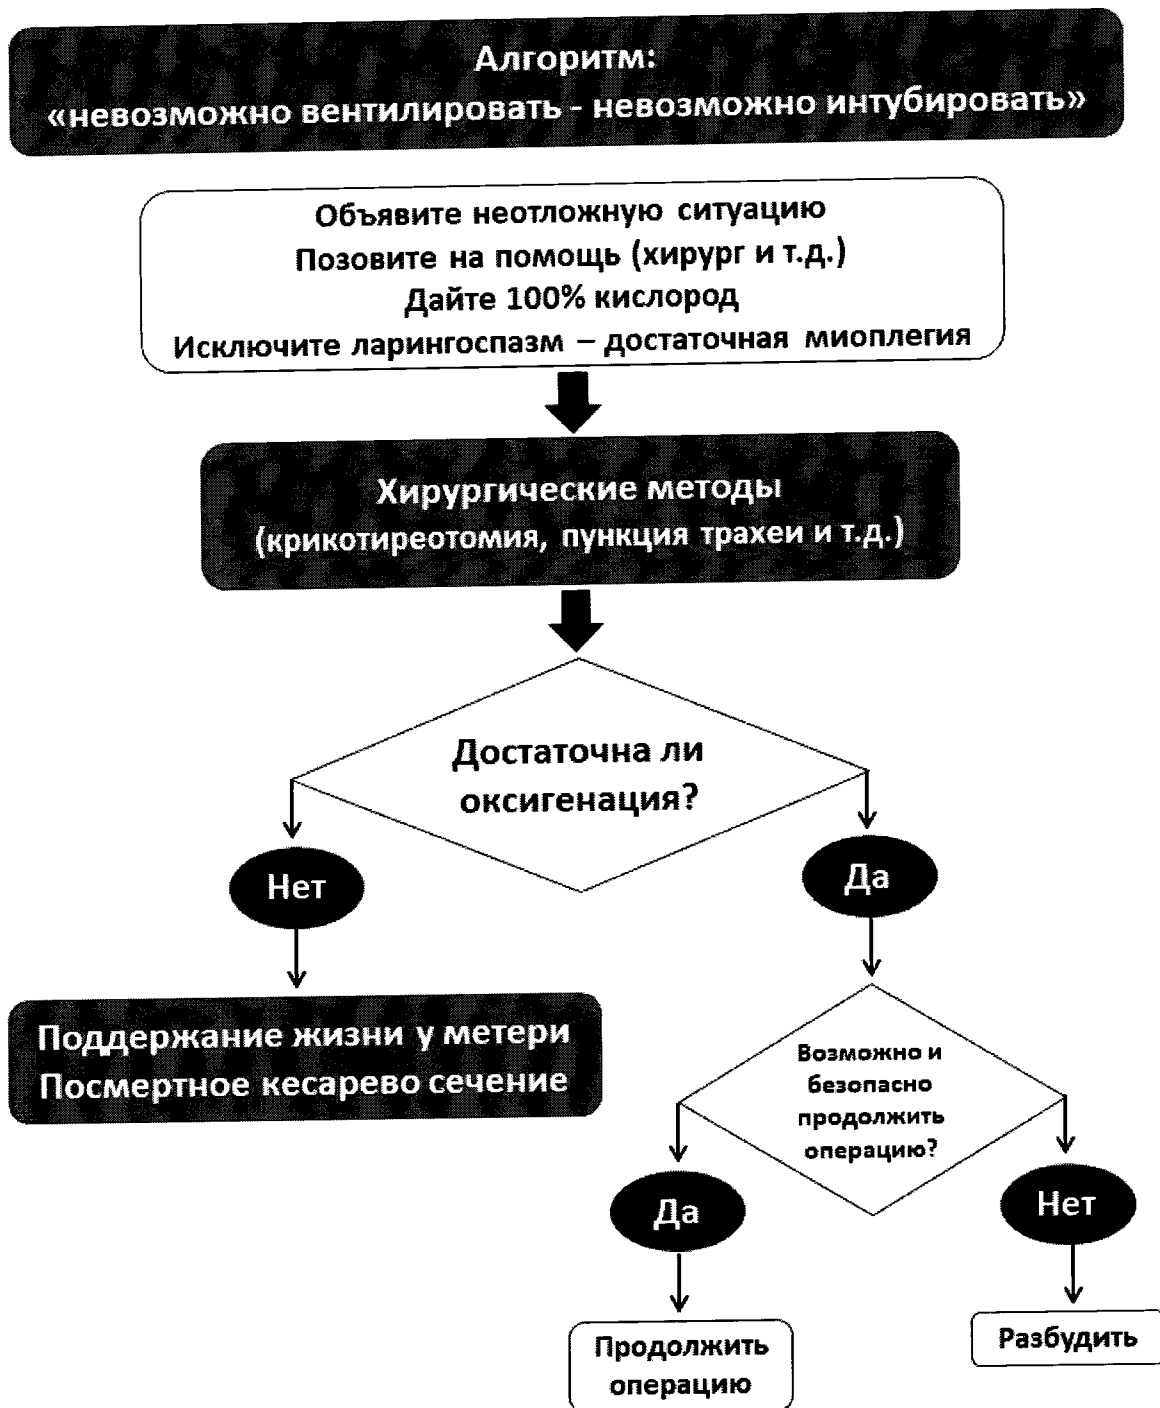 Алгоритм:
«невозможно вентилировать - невозможно интубировать»
Объявите неотложную ситуацию
Позовите на помощь (хирург и т.д.)
Дайте 100% кислород
Исключите ларингоспазм – достаточная миоплегия
Хирургические методы
(крикотиреотомия, пункция трахеи и т.д.)
Достаточна ли
оксигенация?
Нет
Да
Поддержание жизни у метери
Посмертное кесарево сечение
Возможно и
безопасно
продолжить
операцию?
Да
Нет
Продолжить
операцию
Разбудить